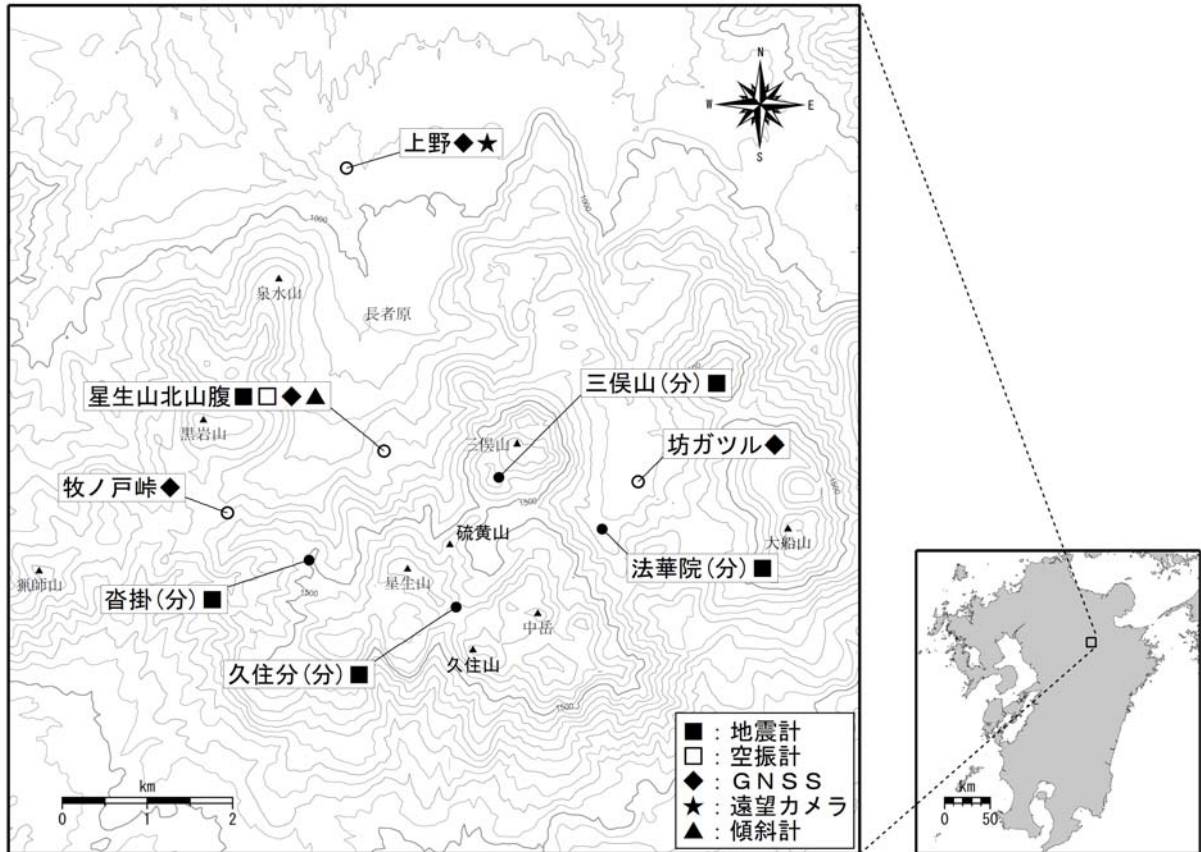 N
W
E
S
上野◆★
1000
1000
泉水山
長者原
三俣山(分)■
星生山北山腹■□◆▲
黒岩山
三俣山
坊ガツル◆
牧ノ戸峠◆
1500
1500
硫黄山
大船山
法華院(分)■
猟師山
沓掛(分)■
1500
星生山
中岳
久住分(分)■
久住山
1500
■:地震計
□:空振計
◆:GNSS
★:遠望カメラ
▲:傾斜計
km
0 1 2
km
0 50